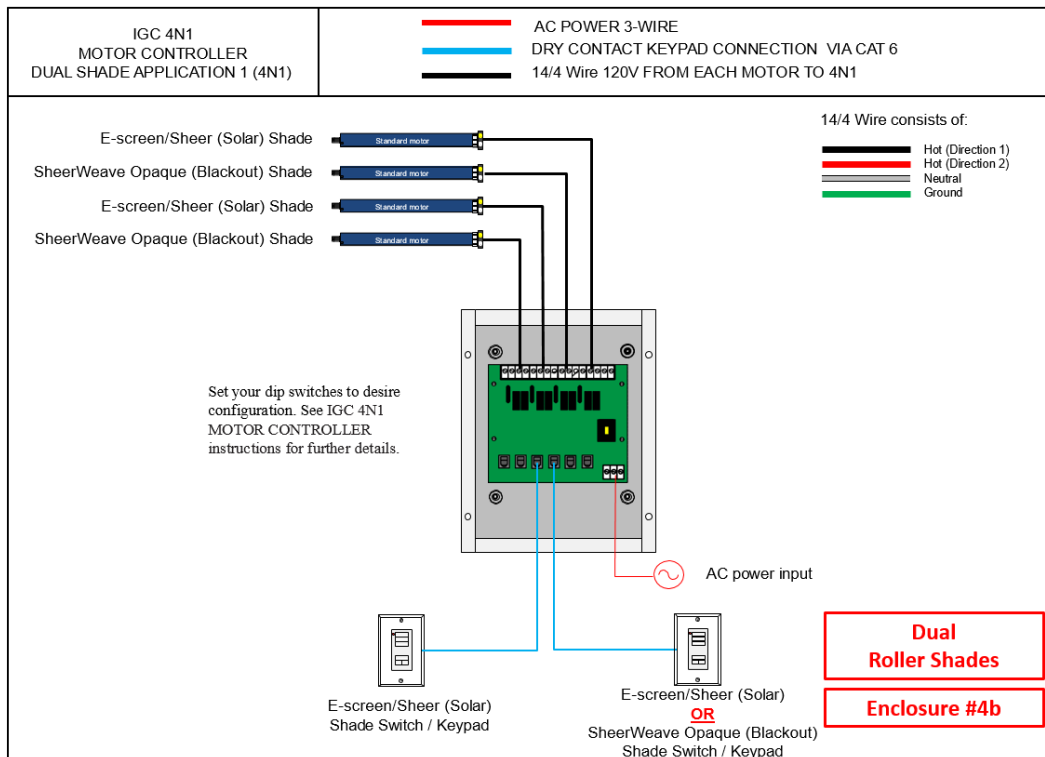 IGC 4N1
MOTOR CONTROLLER
DUAL SHADE APPLICATION 1 (4N1)
AC POWER 3-WIRE
DRY CONTACT KEYPAD CONNECTION VIA CAT 6
14/4 Wire 120V FROM EACH MOTOR TO 4N1
14/4 Wire consists of:
Hot (Direction 1)
Hot (Direction 2)
Neutral
Ground
E-screen/Sheer (Solar) Shade
Standard motor
SheerWeave Opaque (Blackout) Shade
Standard motor
E-screen/Sheer (Solar) Shade
Standard motor
SheerWeave Opaque (Blackout) Shade
Standard motor
Set your dip switches to desire
configuration. See IGC 4N1
MOTOR CONTROLLER
instructions for further details.
AC power input
E-screen/Sheer (Solar)
Shade Switch / Keypad
E-screen/Sheer (Solar)
OR
SheerWeave Opaque (Blackout)
Shade Switch / Keypad
Dual
Roller Shades
Enclosure #4b